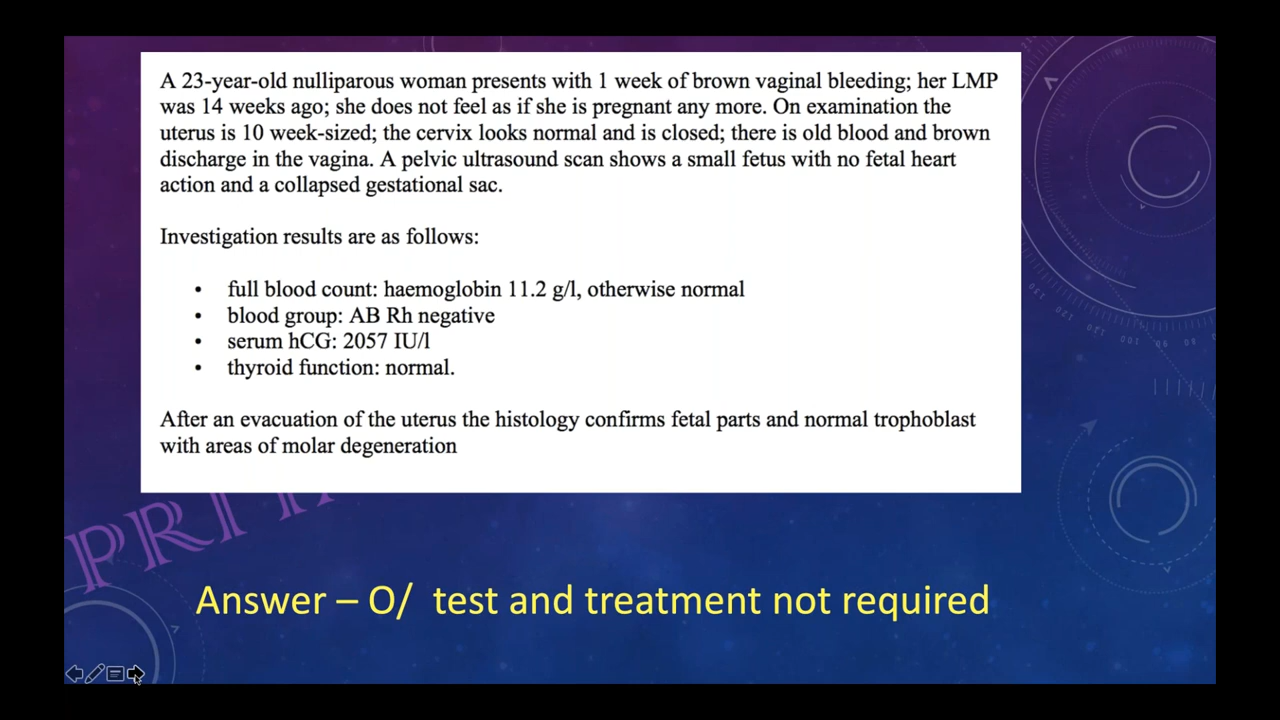 A 23-year-old nulliparous woman presents with 1 week of brown vaginal bleeding; her LMP
was 14 weeks ago; she does not feel as if she is pregnant any more. On examination the
uterus is 10 week-sized; the cervix looks normal and is closed; there is old blood and brown
discharge in the vagina. A pelvic ultrasound scan shows a small fetus with no fetal heart
action and a collapsed gestational sac.
Investigation results are as follows:
• full blood count: haemoglobin 11.2 g/l, otherwise normal
• blood group: AB Rh negative
• serum hCG: 2057 IU/l
• thyroid function: normal.
After an evacuation of the uterus the histology confirms fetal parts and normal trophoblast
with areas of molar degeneration
Answer – O/ test and treatment not required